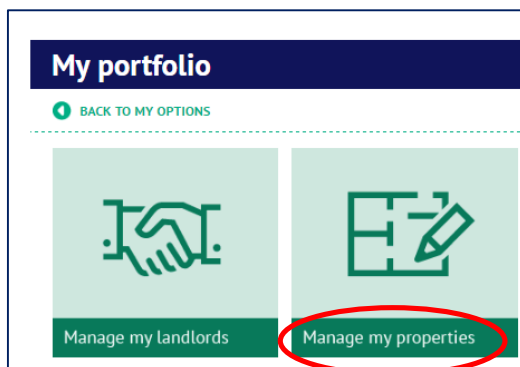 My portfolio
BACK TO MY OPTIONS
Manage my landlords
Manage my properties